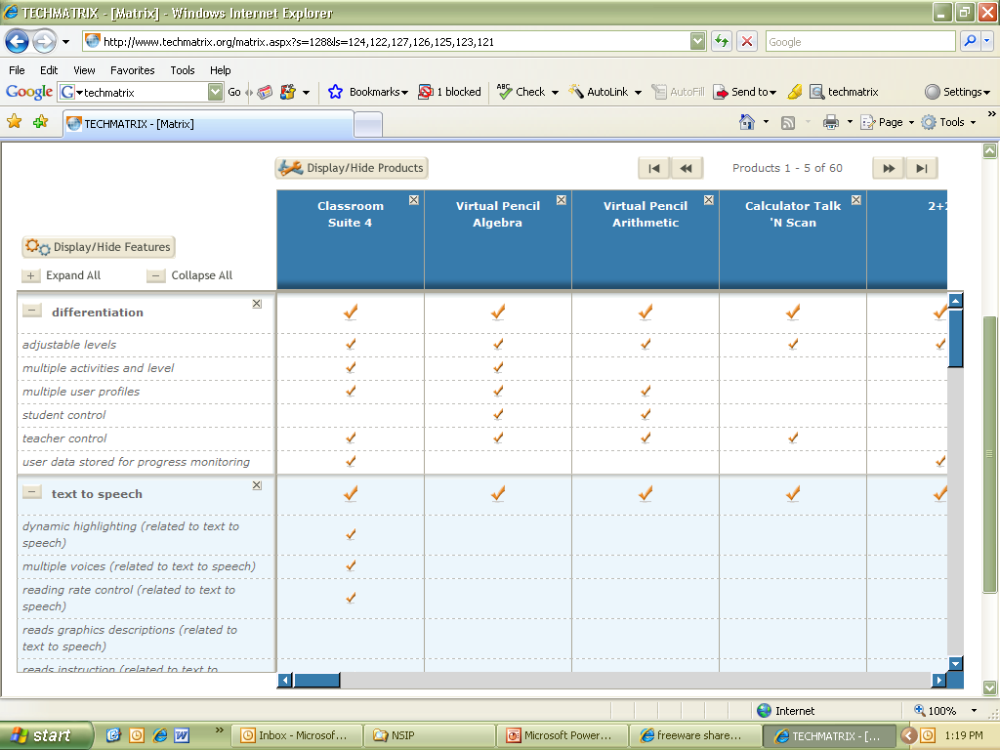 TECHMATRIX - [Matrix] - Windows Internet Explorer
http://www.techmatrix.org/matrix.aspx?s=128&ls=124,122,127,126,125,123,121
Google
File Edit View Favorites Tools Help
Google G techmatrix Go Bookmarks 1 blocked ABC Check AutoLink AutoFill Send to techmatrix Settings
TECHMATRIX - [Matrix] Page Tools
Display/Hide Products Products 1 - 5 of 60
Classroom Suite 4
Virtual Pencil Algebra
Virtual Pencil Arithmetic
Calculator Talk 'N Scan
2+2
Display/Hide Features
Expand All Collapse All
differentiation
adjustable levels
multiple activities and level
multiple user profiles
student control
teacher control
user data stored for progress monitoring
text to speech
dynamic highlighting (related to text to
speech)
multiple voices (related to text to speech)
reading rate control (related to text to
speech)
reads graphics descriptions (related to
text to speech)
reads instruction (related to text to
Internet 100%
start Inbox - Microsof... NSIP Microsoft Power... freeware share... TECHMATRIX - [... 1:19 PM